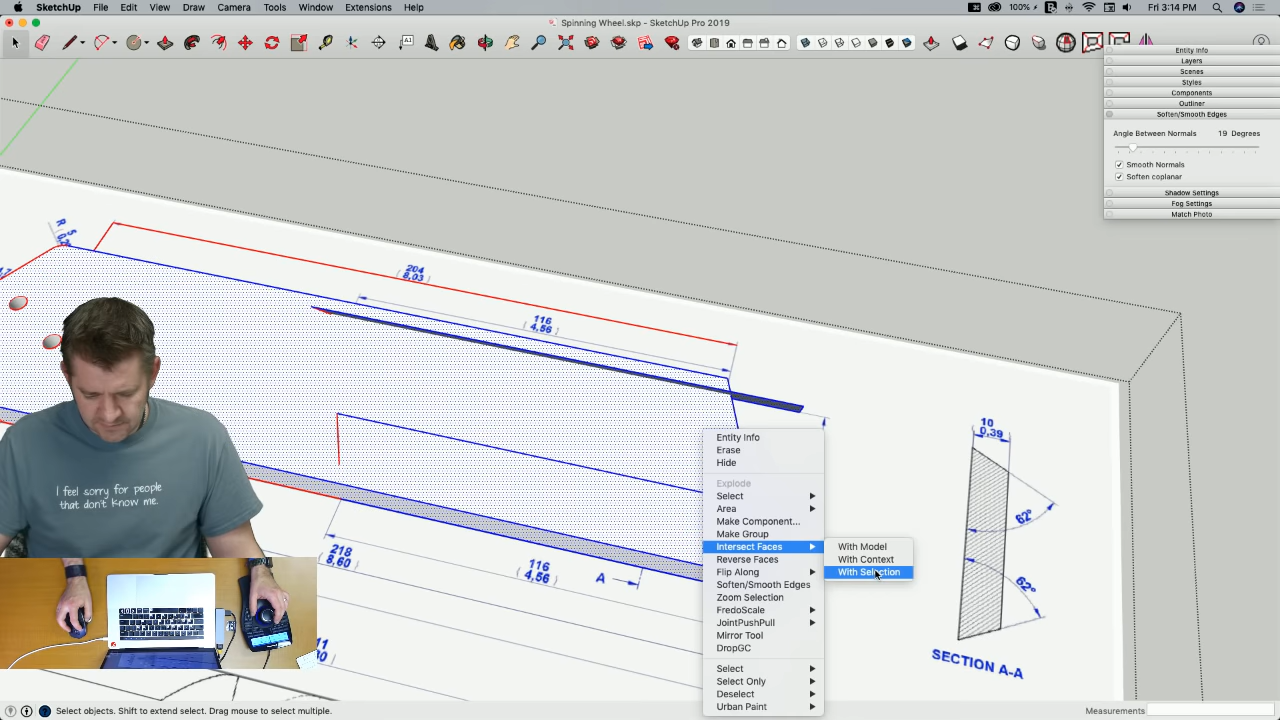 SketchUp File Edit View Camera Draw Tools Window Extensions Help
100% Fri 3:14 PM
Spinning Wheel.skp - SketchUp Pro 2019
Entity Info
Layers
Scenes
Styles
Components
Outliner
Soften/Smooth Edges
Angle Between Normals 19 Degrees
Smooth Normals
Soften coplanar
Shadow Settings
Fog Settings
Match Photo
204
8,03
116
4,56
10
0,39
62°
62°
SECTION A-A
218
8,60
116
4,56
A
I feel sorry for people
that don't know me.
Entity Info
Erase
Hide
Explode
Select
Area
Make Component...
Make Group
Intersect Faces
Reverse Faces
Flip Along
Soften/Smooth Edges
Zoom Selection
FredoScale
JointPushPull
Mirror Tool
DropGC
Select
Select Only
Deselect
Urban Paint
With Model
With Context
With Selection
Select objects. Shift to extend select. Drag mouse to select multiple.
Measurements